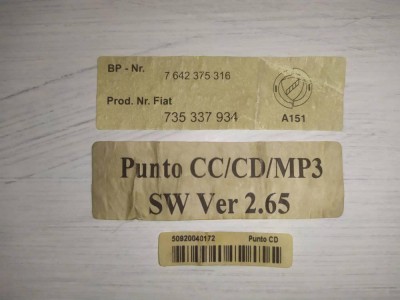 BP - Nr. 7 642 375 316
Prod. Nr. Fiat
735 337 934
A151
Punto CC/CD/MP3
SW Ver 2.65
50920040172 Punto CD